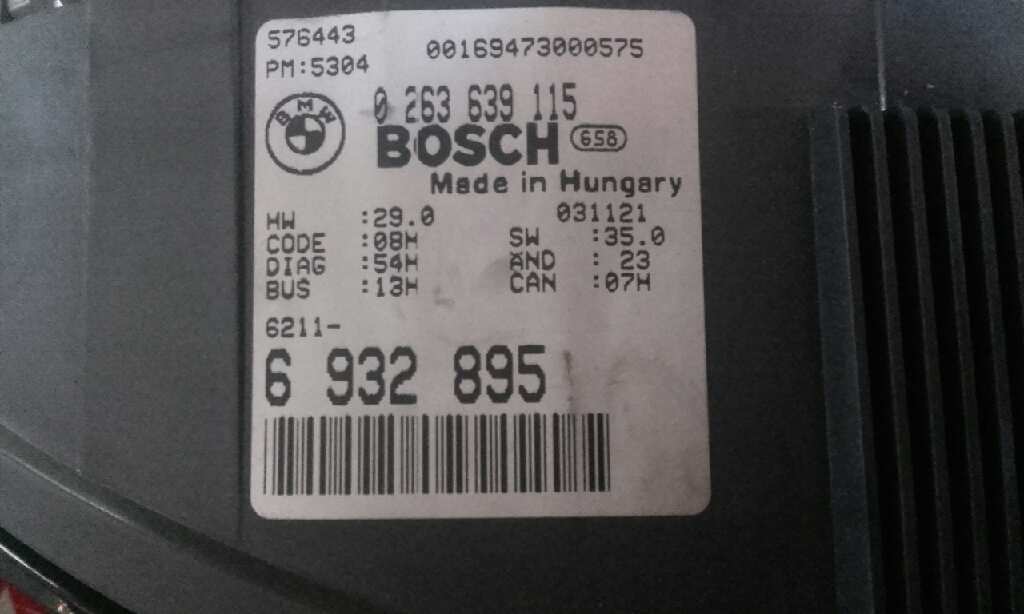 576443
00169473000575
PM:5304
BMW
0 263 639 115
BOSCH 658
Made in Hungary
031121
HW :29.0
CODE :08H
DIAG :54H
BUS :13H
SW :35.0
AND : 23
CAN :07H
6211-
6 932 895